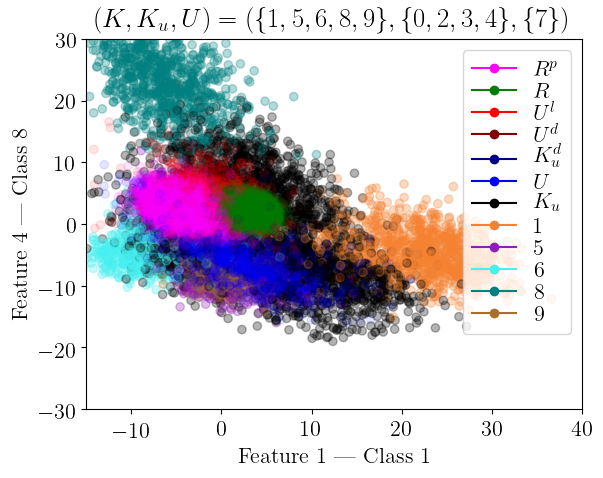 (K, K_u, U) = ({1, 5, 6, 8, 9}, {0, 2, 3, 4}, {7})
30
20
10
0
−10
−20
−30
Feature 4 — Class 8
−10 0 10 20 30 40
Feature 1 — Class 1
R^p
R
U^l
U^d
K_u^d
U
K_u
1
5
6
8
9